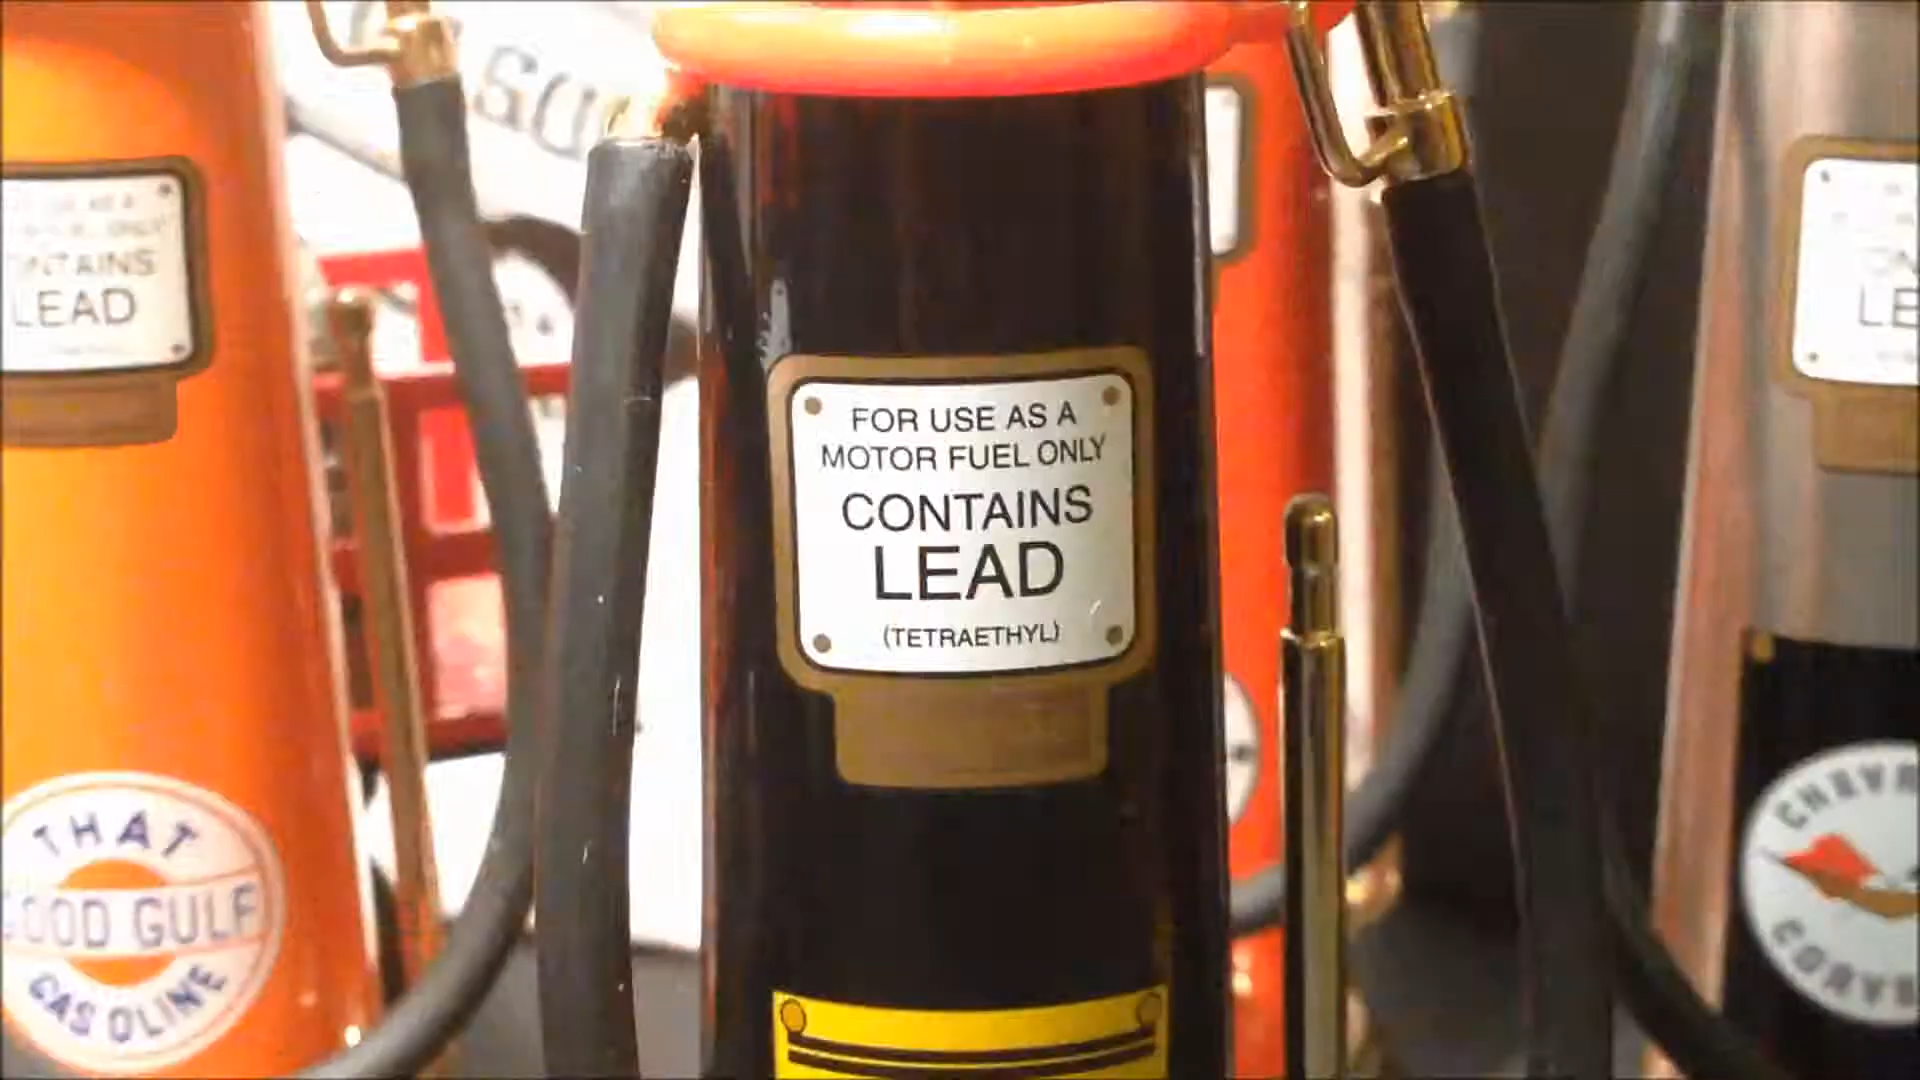 CONTAINS
LEAD
THAT
GOOD GULF
GASOLINE
FOR USE AS A
MOTOR FUEL ONLY
CONTAINS
LEAD
(TETRAETHYL)